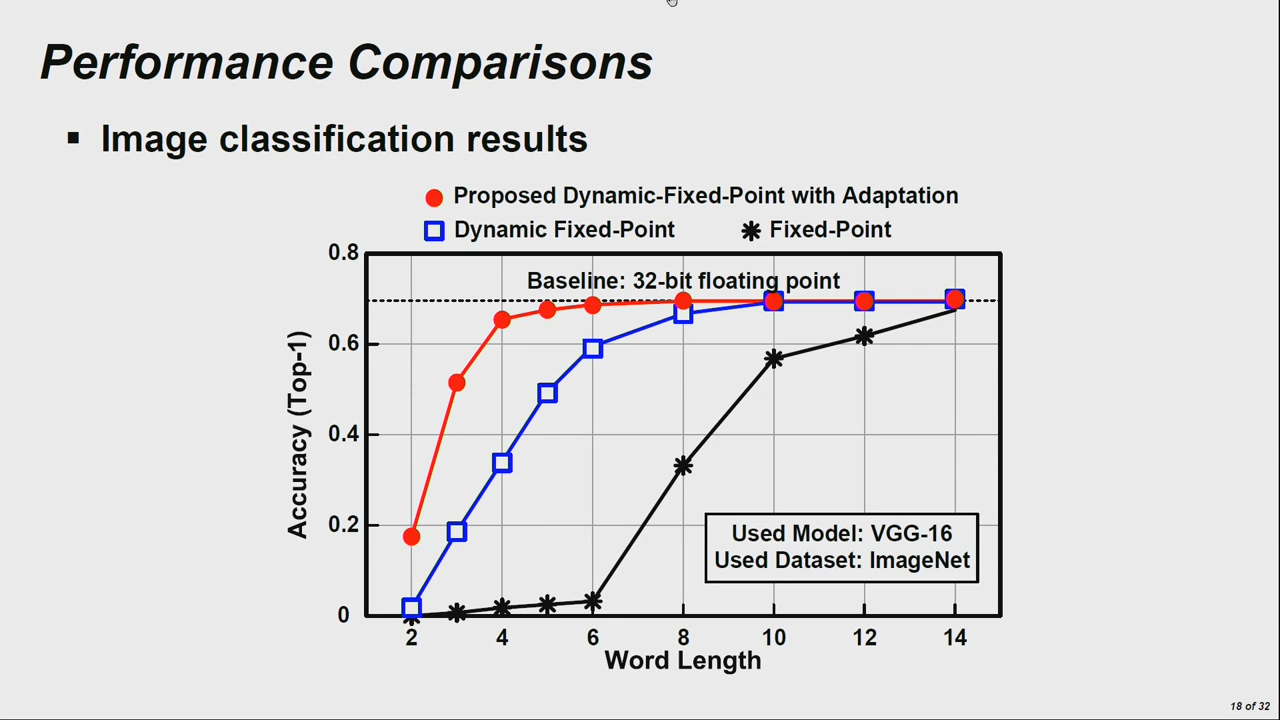 Performance Comparisons
▪ Image classification results
Proposed Dynamic-Fixed-Point with Adaptation
Dynamic Fixed-Point
Fixed-Point
0.8
Baseline: 32-bit floating point
0.6
0.4
0.2
0
Accuracy (Top-1)
Used Model: VGG-16
Used Dataset: ImageNet
2 4 6 8 10 12 14
Word Length
18 of 32